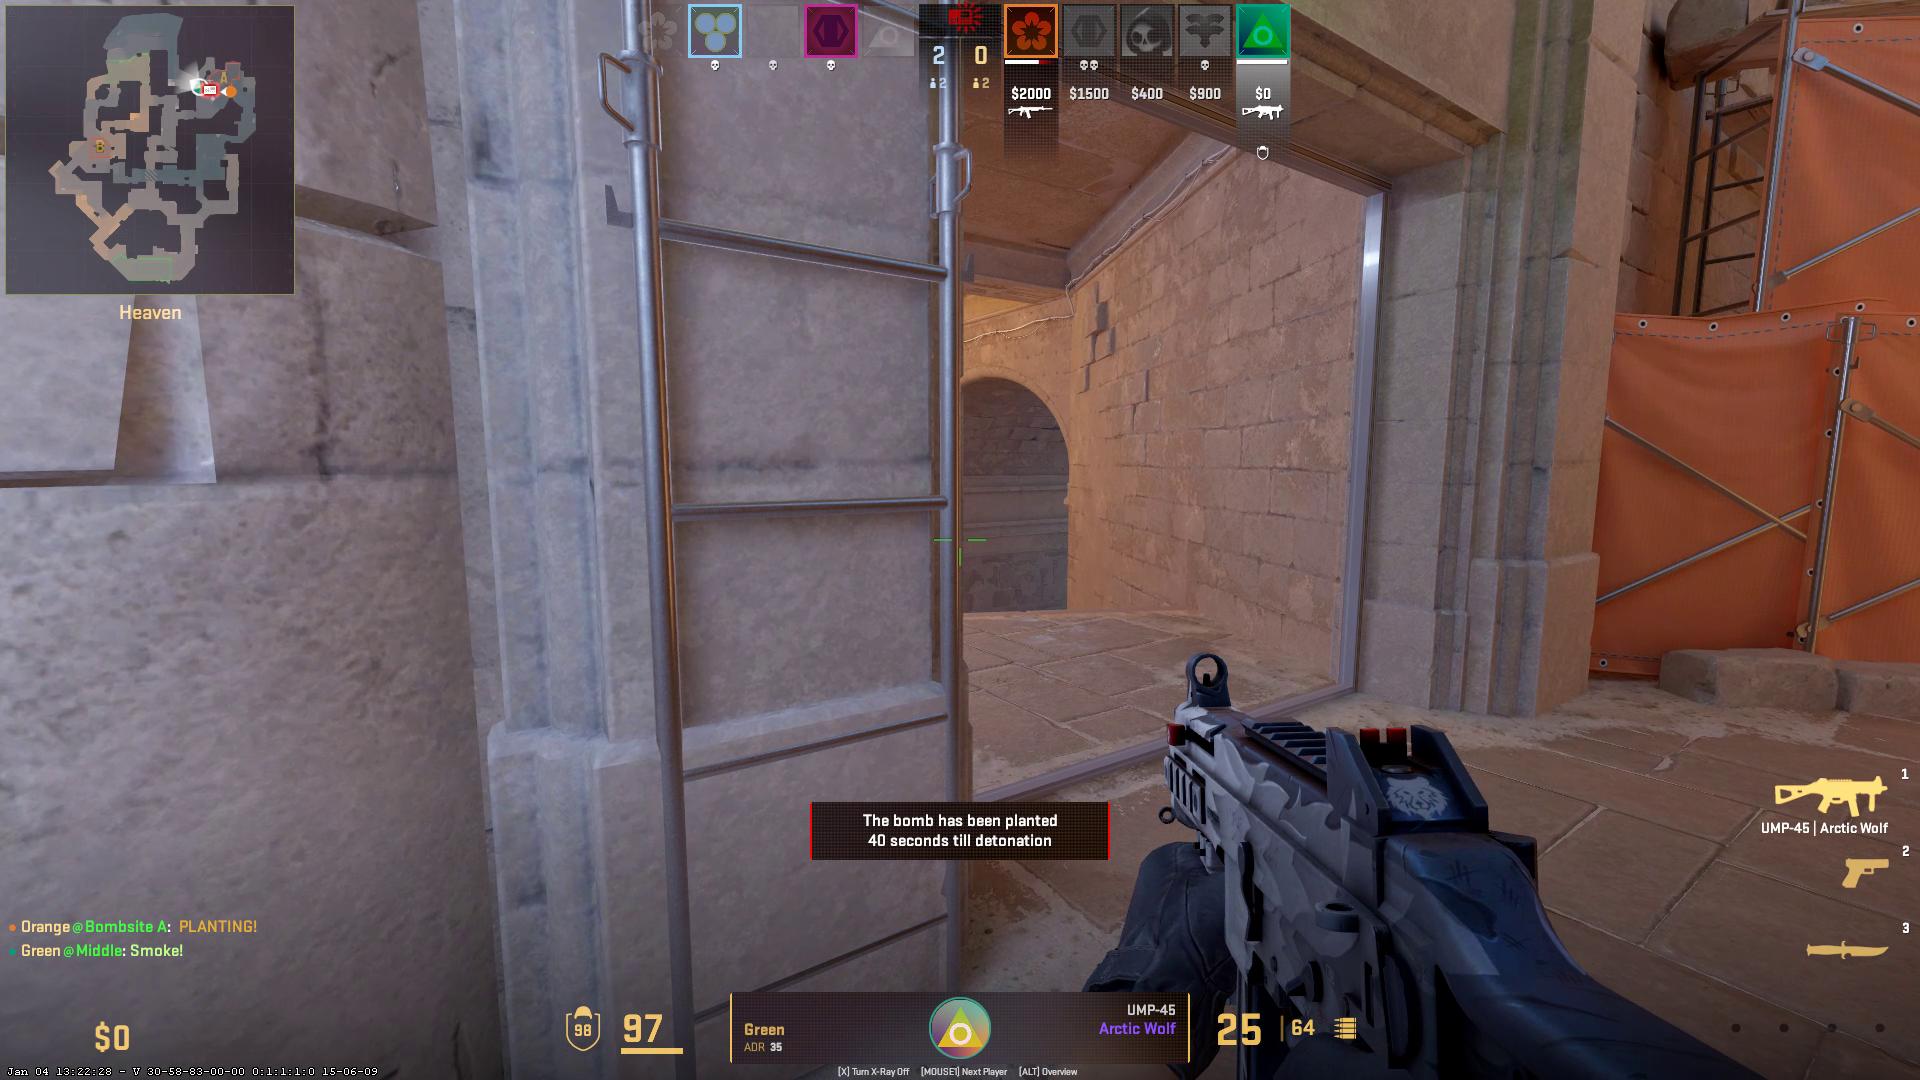 A
B
Heaven
2 0
2 2
$2000 $1500 $400 $900 $0
The bomb has been planted
40 seconds till detonation
1
UMP-45 | Arctic Wolf
2
3
Orange@Bombsite A: PLANTING!
Green@Middle: Smoke!
$0
98 97
Green
ADR 35
UMP-45
Arctic Wolf
25 | 64
[X] Turn X-Ray Off [MOUSE1] Next Player [ALT] Overview
Jan 04 13:22:28 - V 30-58-83-00-00 0:1:1:1:0 15-06-09